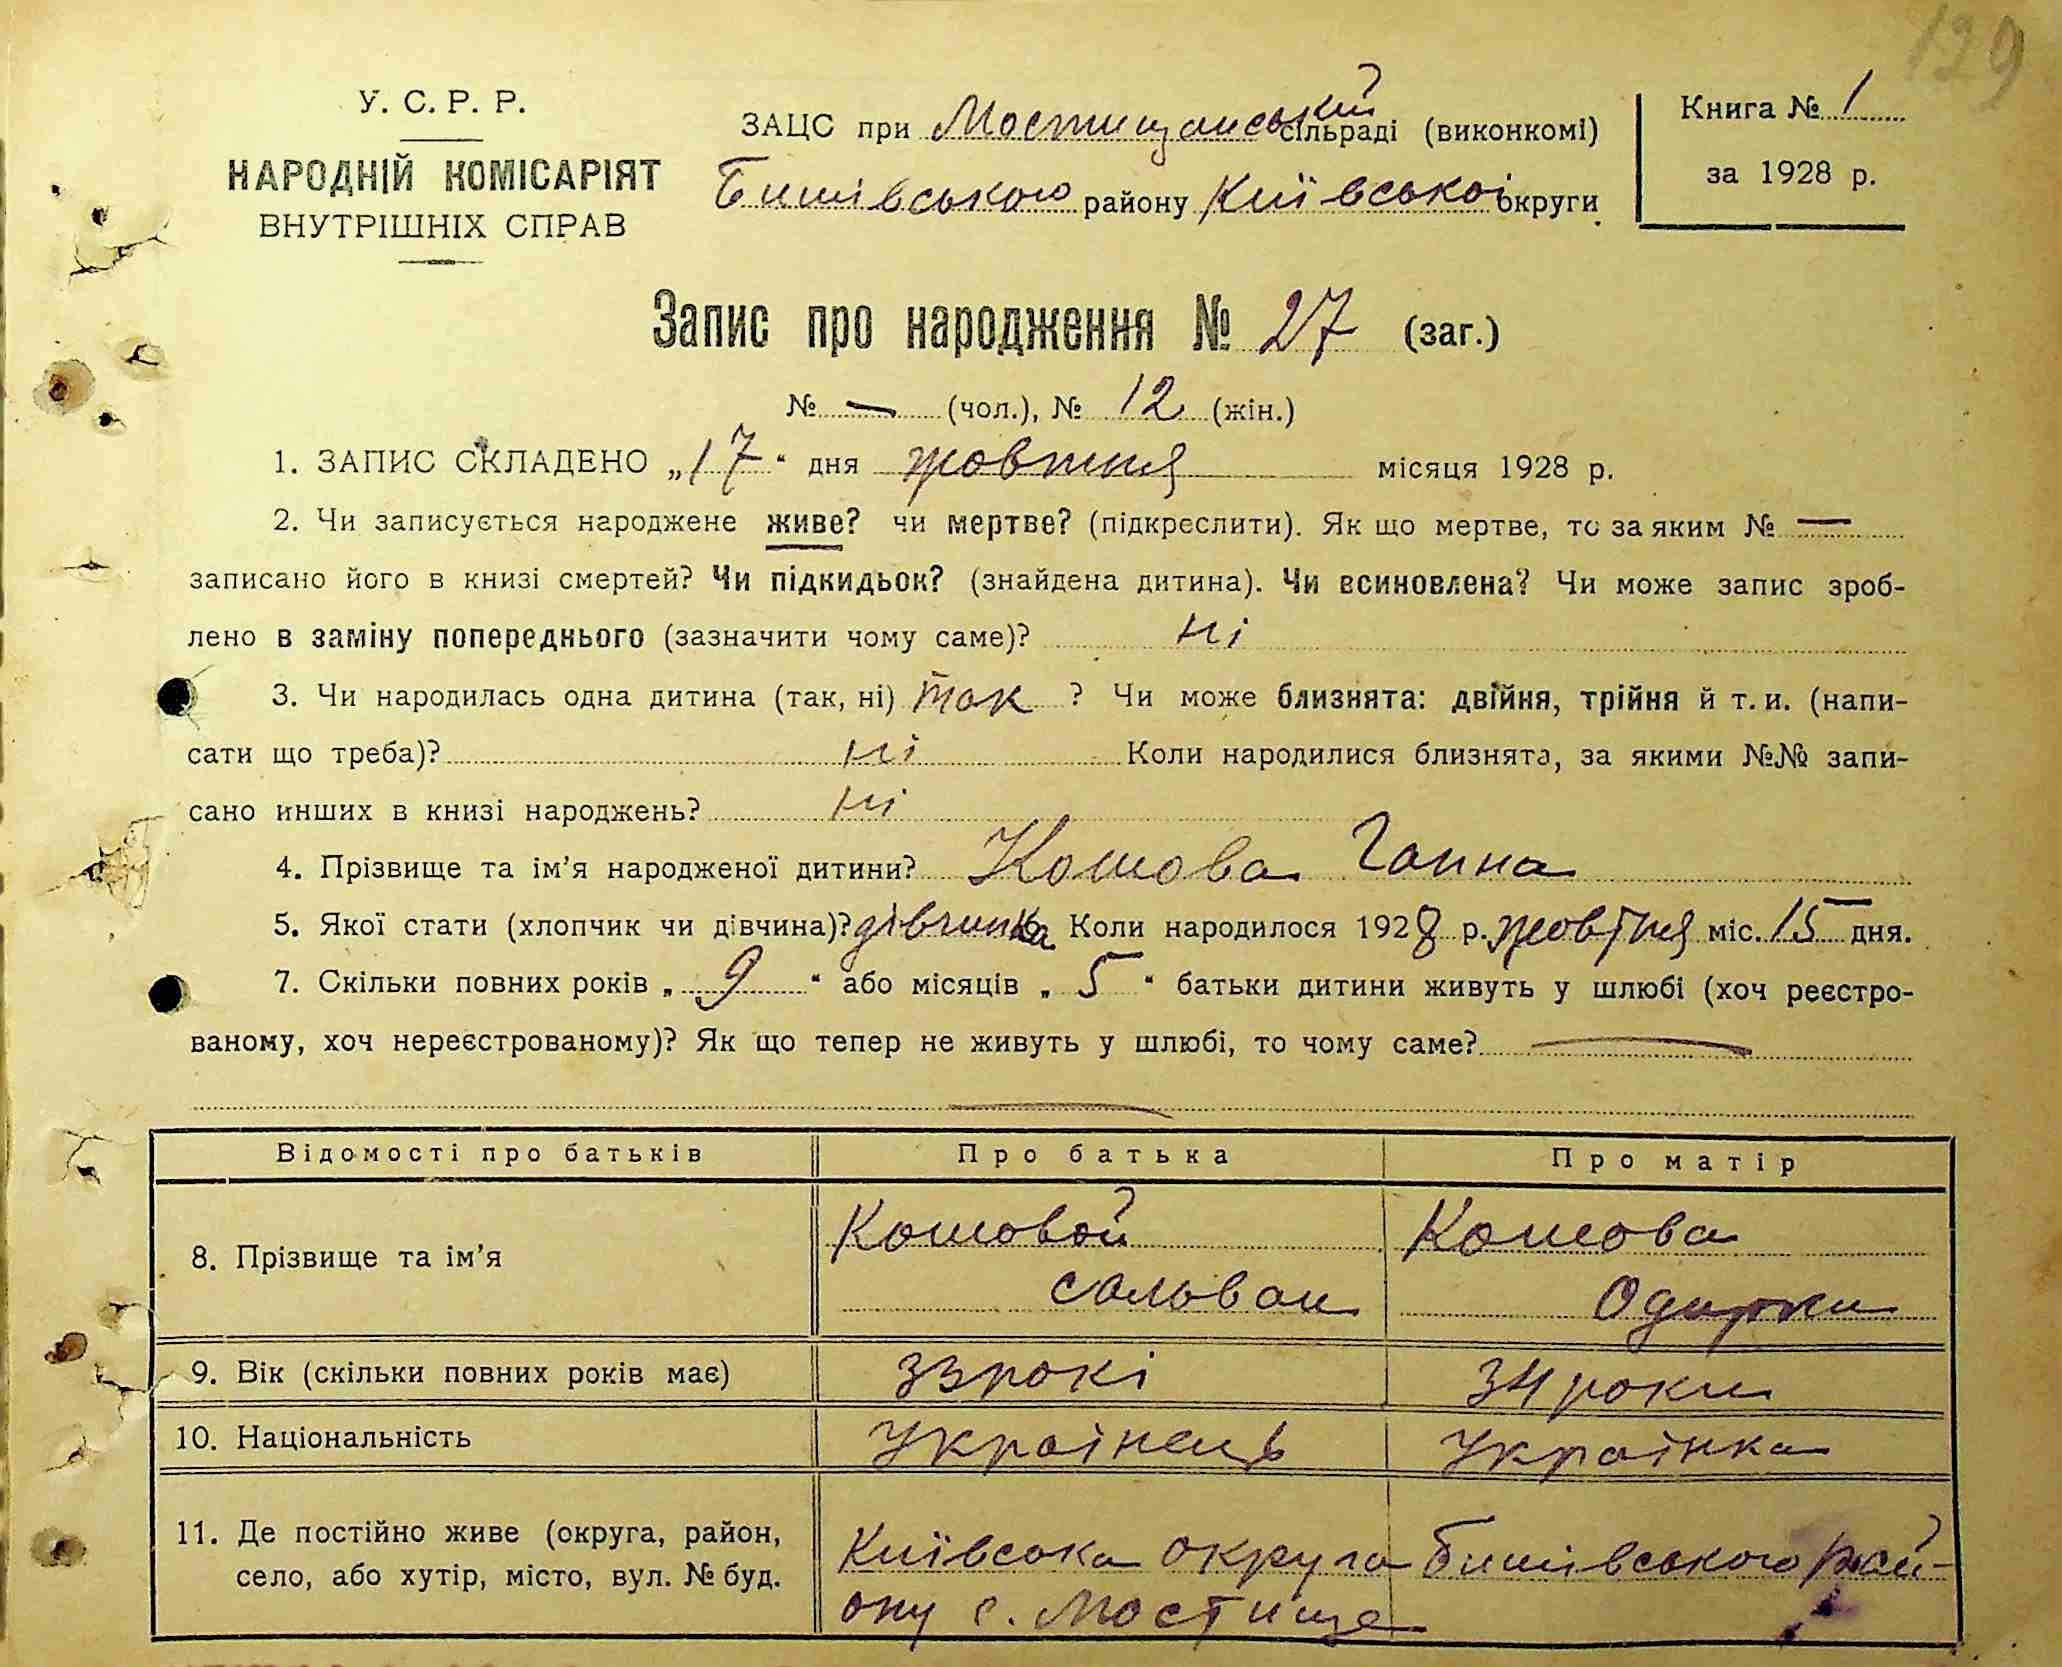 129
У. С. Р. Р.
НАРОДНІЙ КОМІСАРІЯТ
ВНУТРІШНІХ СПРАВ
ЗАЦС при Мостищанський сільраді (виконкомі)
Бишівського району Київської округи
Книга № 1
за 1928 р.
Запис про народження № 27 (заг.)
№ — (чол.), № 12 (жін.)
1. ЗАПИС СКЛАДЕНО „17“ дня жовтня місяця 1928 р.
2. Чи записується народжене живе? чи мертве? (підкреслити). Як що мертве, то за яким № —
записано його в книзі смертей? Чи підкидьок? (знайдена дитина). Чи всиновлена? Чи може запис зроб-
лено в заміну попереднього (зазначити чому саме)? ні
3. Чи народилась одна дитина (так, ні) так ? Чи може близнята: двійня, трійня й т. и. (напи-
сати що треба)? ні Коли народилися близнята, за якими №№ запи-
сано инших в книзі народжень? ні
4. Прізвище та ім’я народженої дитини? Кошова Ганна
5. Якої стати (хлопчик чи дівчина)? дівчинка Коли народилося 1928 р. жовтня міс. 15 дня.
7. Скільки повних років „ 9 “ або місяців „ 5 “ батьки дитини живуть у шлюбі (хоч реєстро-
ваному, хоч нереєстрованому)? Як що тепер не живуть у шлюбі, то чому саме? —
Відомості про батьків Про батька Про матір
8. Прізвище та ім’я Кошовой Кошова
сельван Одарка
9. Вік (скільки повних років має) 33 рокі 34 роки
10. Національність Українець Українка
11. Де постійно живе (округа, район, Київська округа Бишівського рай-
село, або хутір, місто, вул. № буд. ону с. Мостище